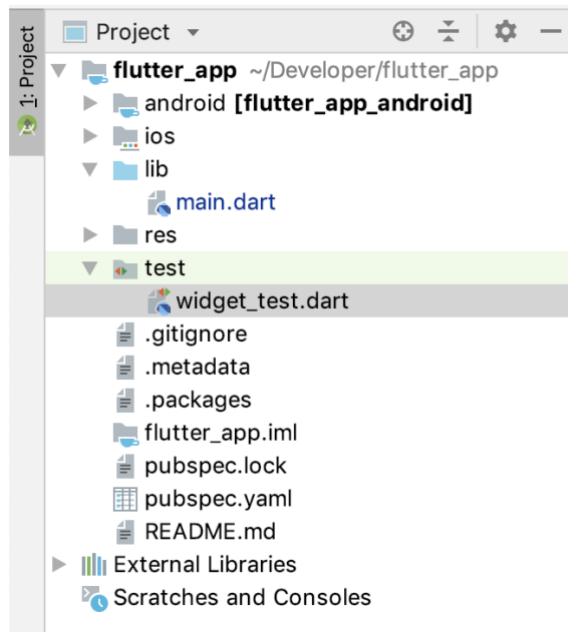 1: Project
Project
flutter_app ~/Developer/flutter_app
android [flutter_app_android]
ios
lib
main.dart
res
test
widget_test.dart
.gitignore
.metadata
.packages
flutter_app.iml
pubspec.lock
pubspec.yaml
README.md
External Libraries
Scratches and Consoles